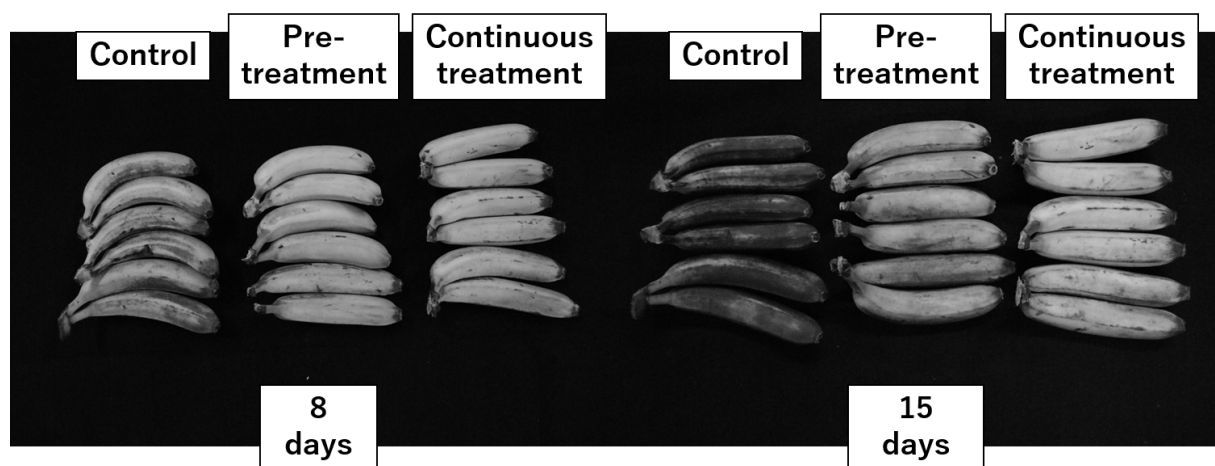 Control
Pre-
treatment
Continuous
treatment
Control
Pre-
treatment
Continuous
treatment
8
days
15
days